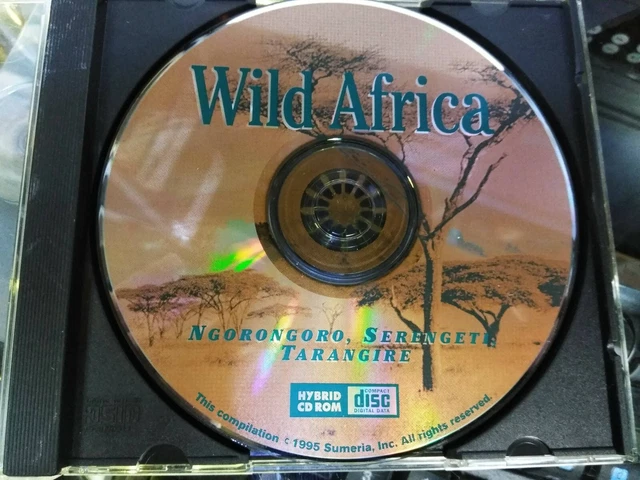 Wild Africa
NGORONGORO, SERENGETI,
TARANGIRE
HYBRID
CD ROM
COMPACT
disc
DIGITAL DATA
This compilation © 1995 Sumeria, Inc. All rights reserved.